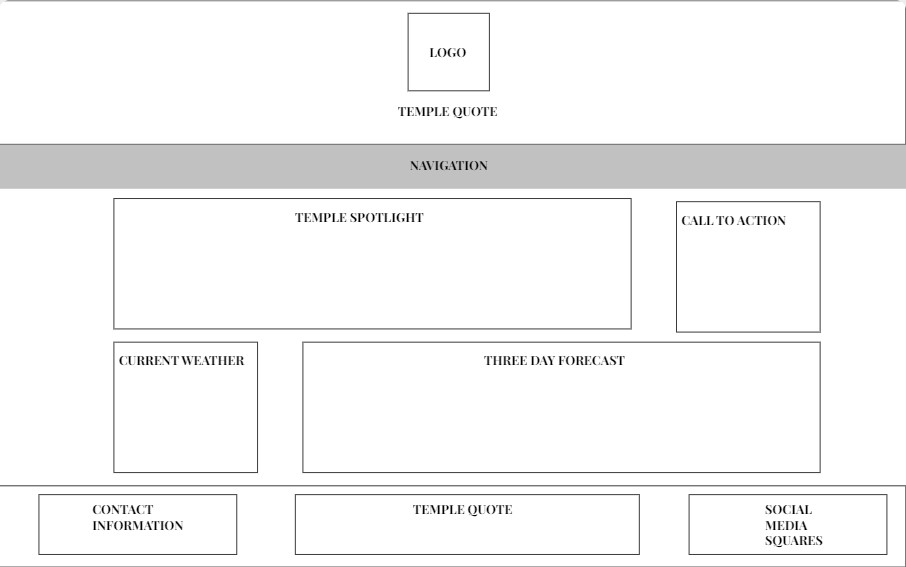 LOGO
TEMPLE QUOTE
NAVIGATION
TEMPLE SPOTLIGHT
CALL TO ACTION
CURRENT WEATHER
THREE DAY FORECAST
CONTACT
INFORMATION
TEMPLE QUOTE
SOCIAL
MEDIA
SQUARES